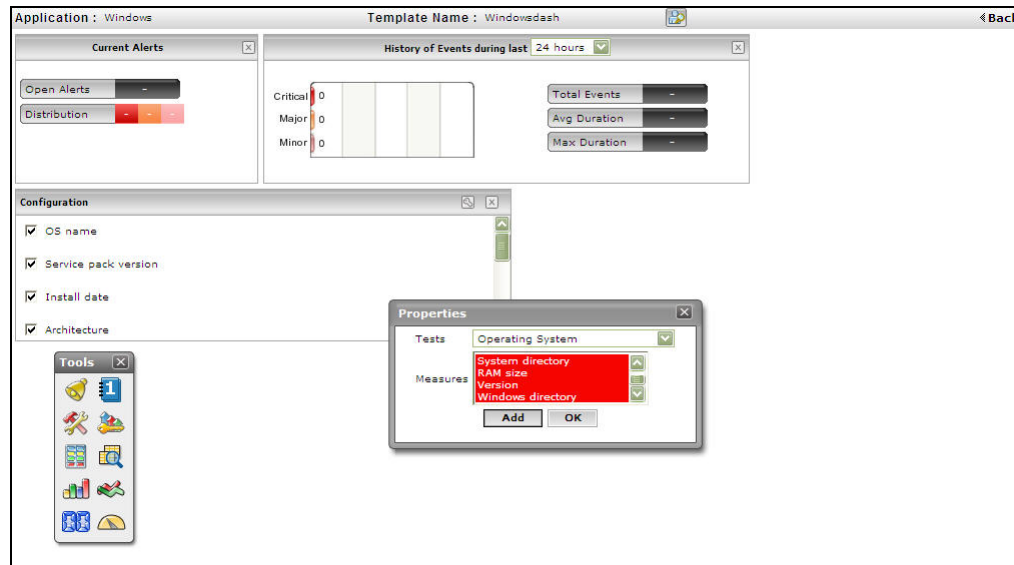 Application : Windows Template Name : Windowsdash Back
Current Alerts
History of Events during last 24 hours
Open Alerts -
Distribution - - -
Critical 0
Major 0
Minor 0
Total Events -
Avg Duration -
Max Duration -
Configuration
OS name
Service pack version
Install date
Architecture
Properties
Tests Operating System
Measures
System directory
RAM size
Version
Windows directory
Add OK
Tools
1